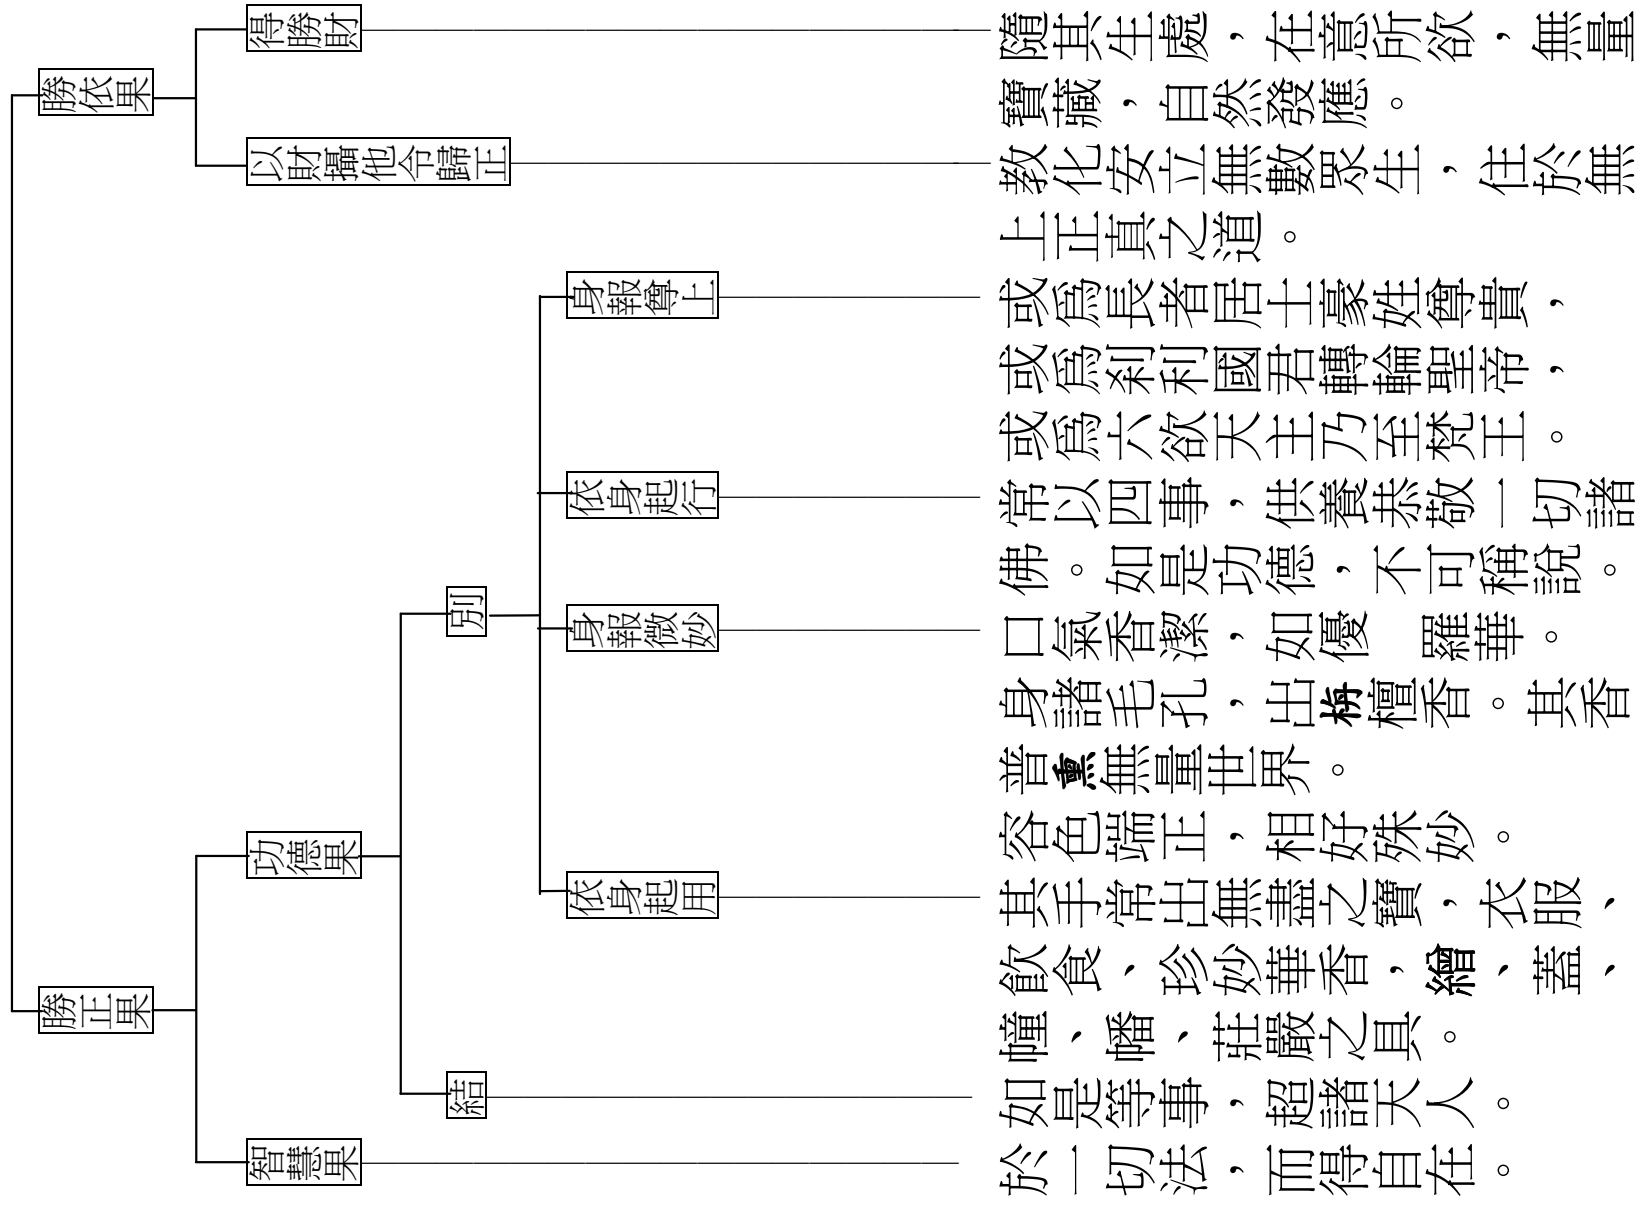 勝依果
得勝財
隨其生處，在意所欲，無量
寶藏，自然發應。
以財攝他令歸正
教化安立無數眾生，住於無
上正真之道。
勝正果
功德果
別
身報尊上
或為長者居士豪姓尊貴，
或為剎利國君轉輪聖帝，
或為六欲天主乃至梵王。
依身起行
常以四事，供養恭敬一切諸
佛。如是功德，不可稱說。
身報微妙
口氣香潔，如優 羅華。
身諸毛孔，出栴檀香。其香
普熏無量世界。
容色端正，相好殊妙。
依身起用
其手常出無盡之寶，衣服、
飲食、珍妙華香，繒、蓋、
幢、幡、莊嚴之具。
結
如是等事，超諸天人。
智慧果
於一切法，而得自在。